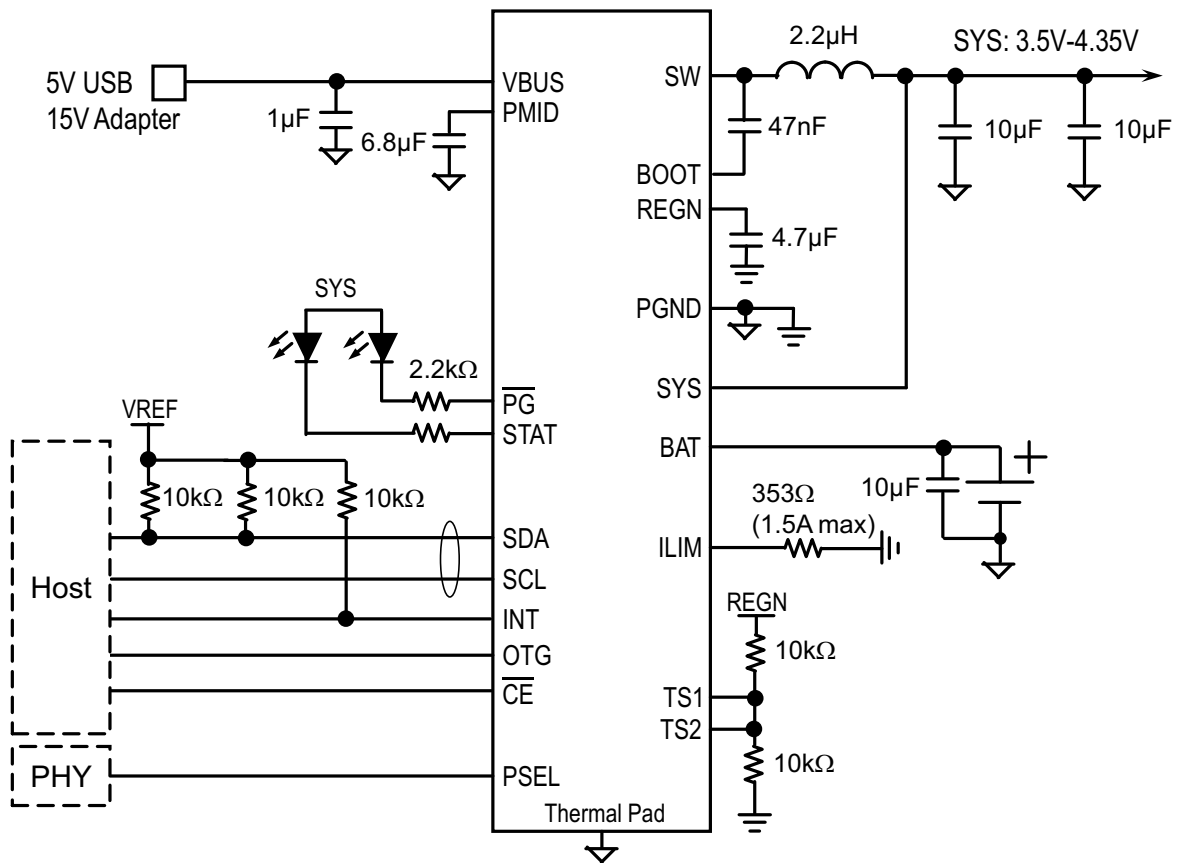 5V USB
15V Adapter
1µF
6.8µF
VBUS
PMID
SW
2.2µH
SYS: 3.5V-4.35V
47nF
10µF
10µF
BOOT
REGN
4.7µF
PGND
SYS
SYS
2.2kΩ
PG
STAT
VREF
10kΩ
10kΩ
10kΩ
BAT
10µF
353Ω
(1.5A max)
ILIM
Host
SDA
SCL
INT
OTG
CE
REGN
10kΩ
TS1
TS2
10kΩ
PHY
PSEL
Thermal Pad